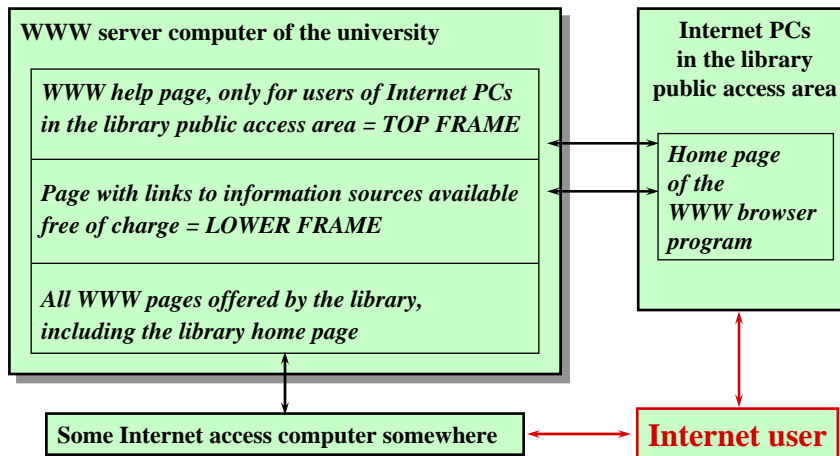 WWW server computer of the university
WWW help page, only for users of Internet PCs
in the library public access area = TOP FRAME
Page with links to information sources available
free of charge = LOWER FRAME
All WWW pages offered by the library,
including the library home page
Internet PCs
in the library
public access area
Home page
of the
WWW browser
program
Some Internet access computer somewhere
Internet user